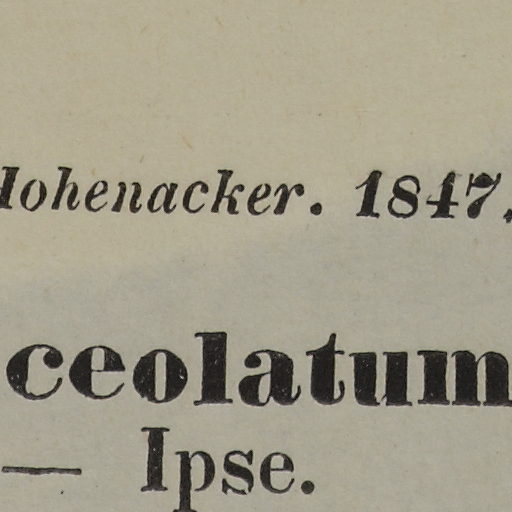 Hohenacker. 1847.
ceolatum
— Ipse.